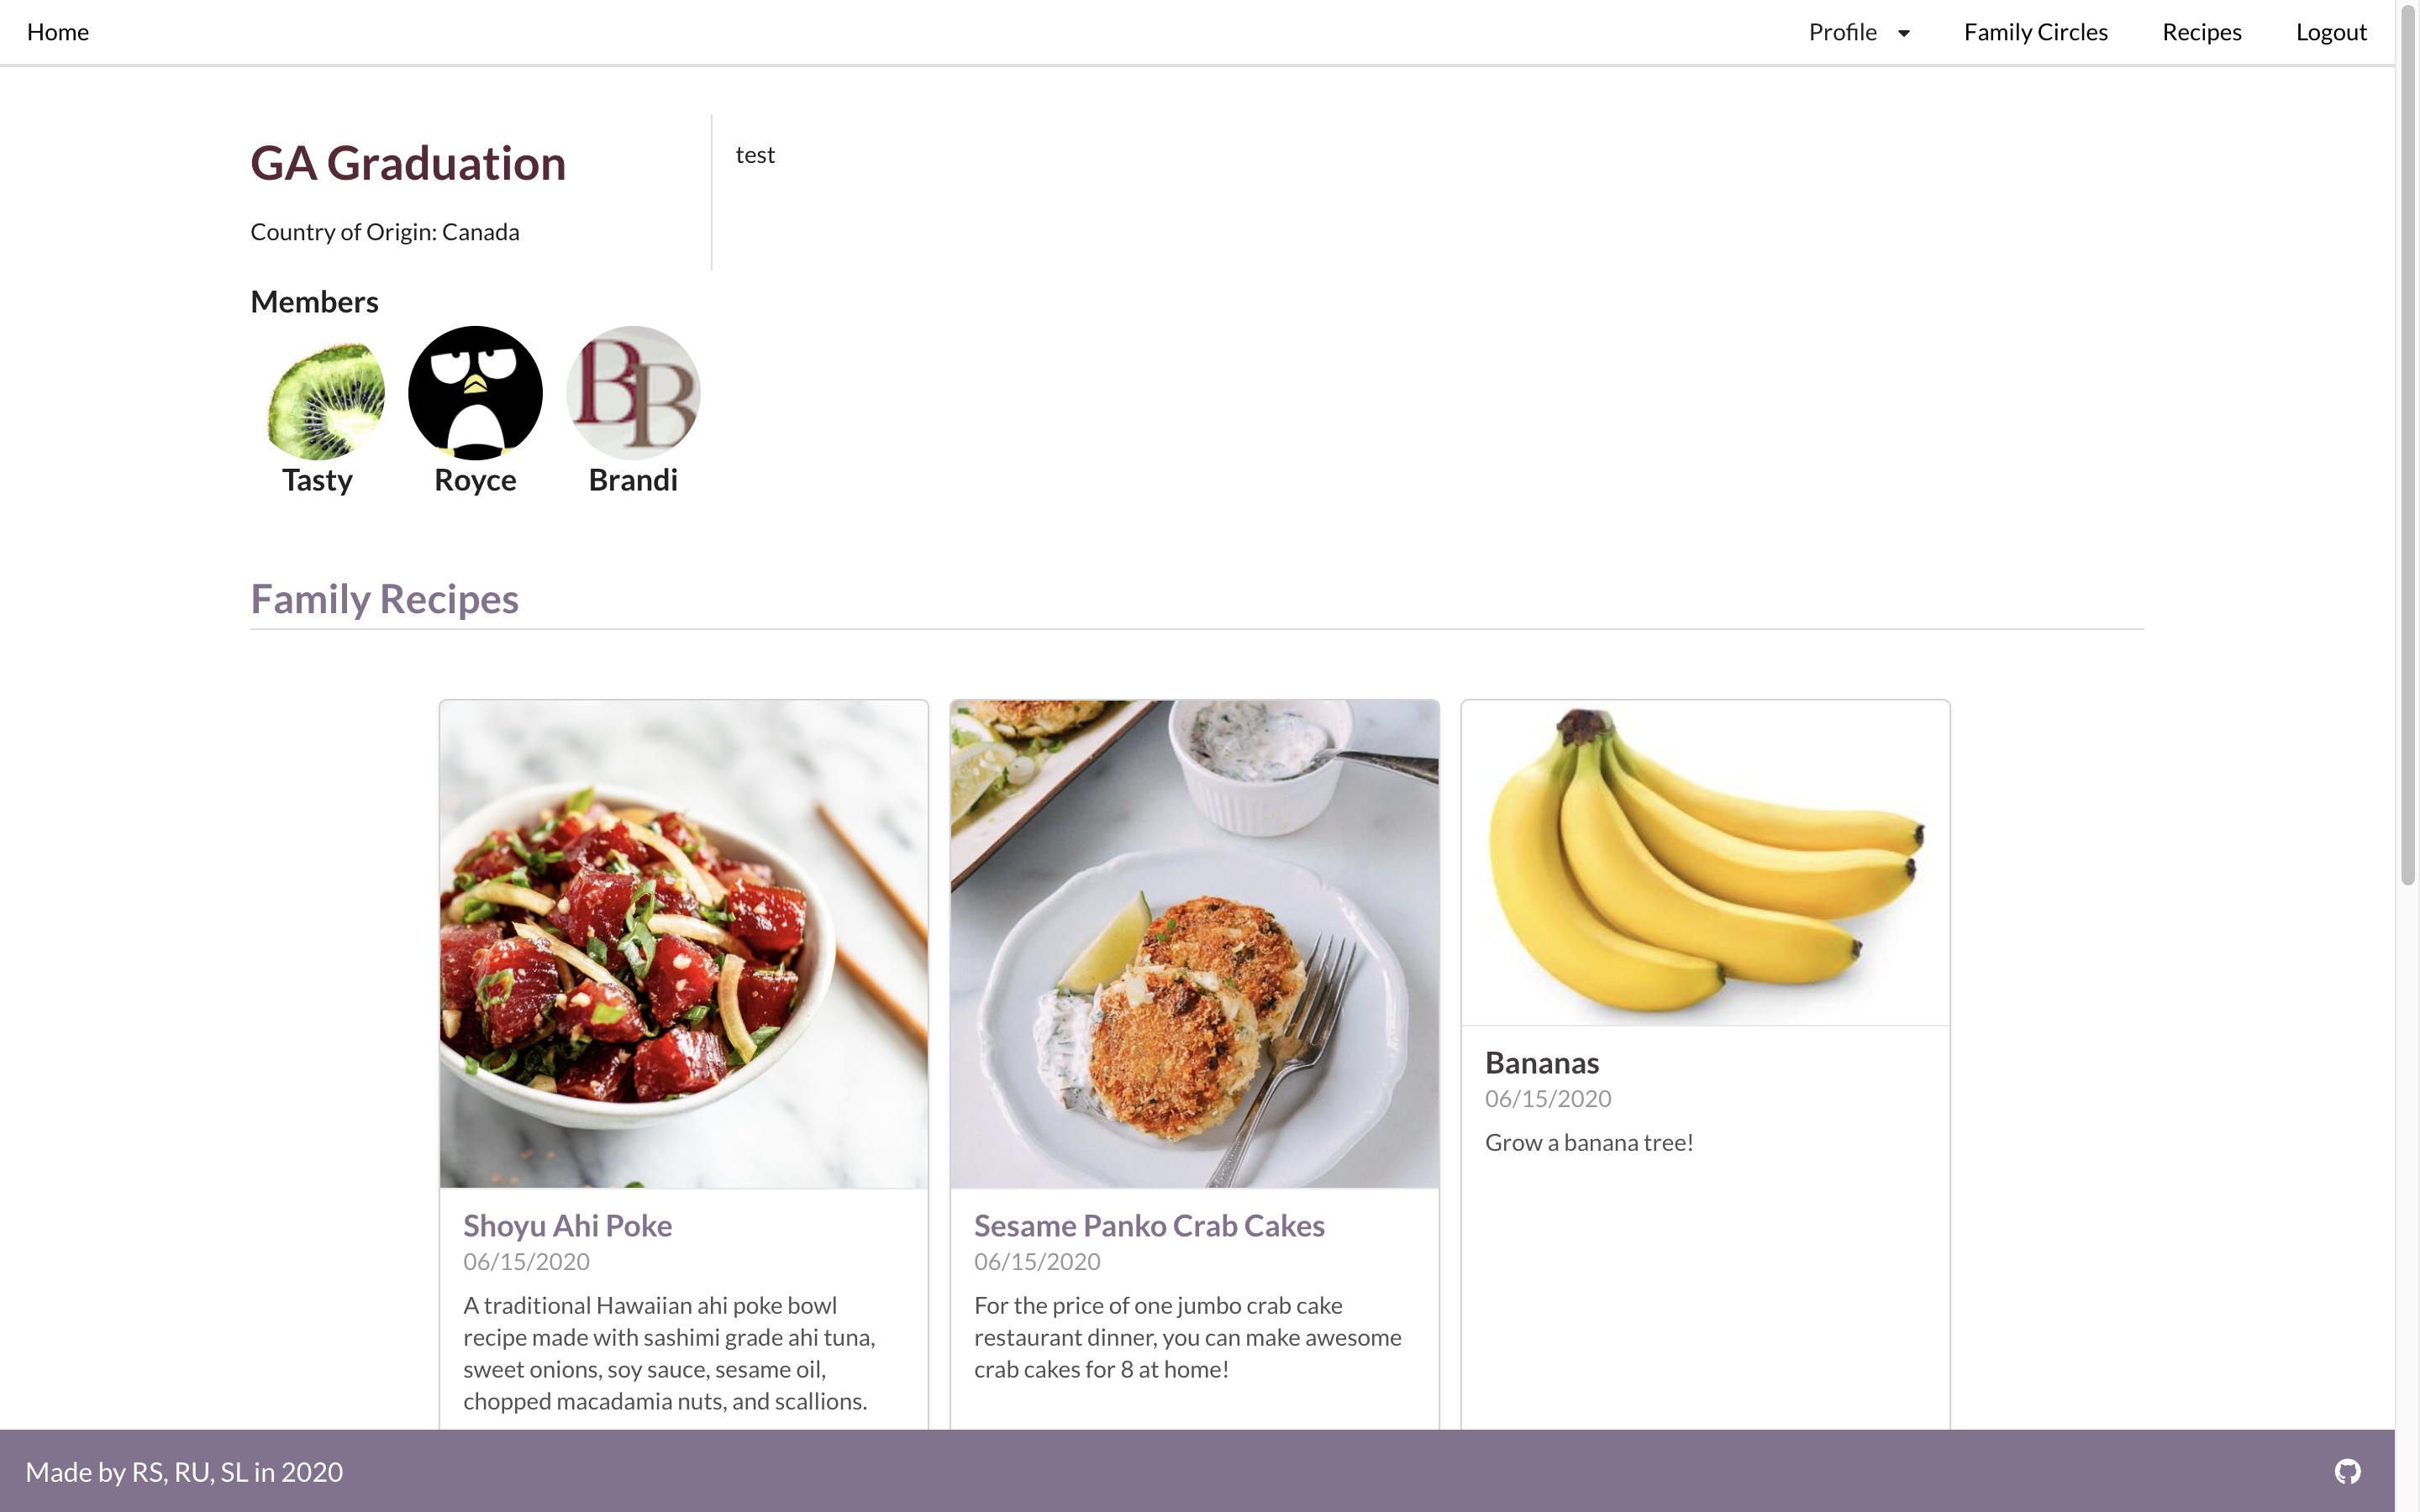 Home
Profile
Family Circles
Recipes
Logout
GA Graduation
test
Country of Origin: Canada
Members
BB
Tasty
Royce
Brandi
Family Recipes
Shoyu Ahi Poke
06/15/2020
A traditional Hawaiian ahi poke bowl
recipe made with sashimi grade ahi tuna,
sweet onions, soy sauce, sesame oil,
chopped macadamia nuts, and scallions.
Sesame Panko Crab Cakes
06/15/2020
For the price of one jumbo crab cake
restaurant dinner, you can make awesome
crab cakes for 8 at home!
Bananas
06/15/2020
Grow a banana tree!
Made by RS, RU, SL in 2020